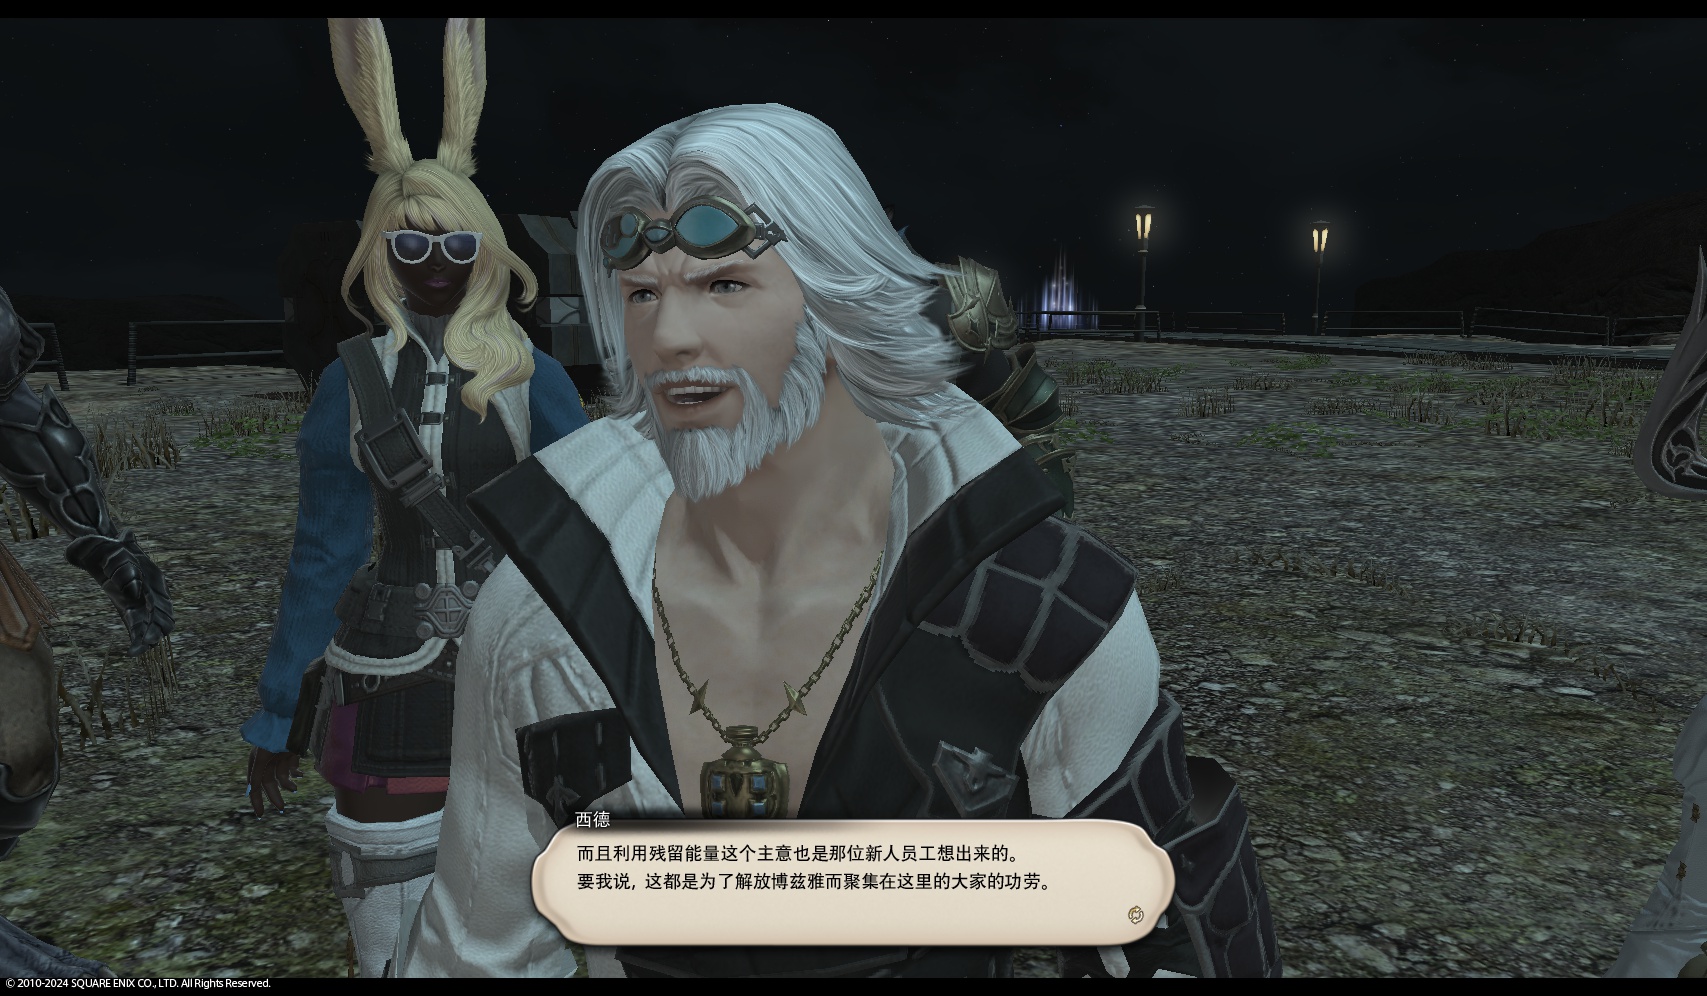 西德
而且利用残留能量这个主意也是那位新人员工想出来的。
要我说，这都是为了解放博兹雅而聚集在这里的大家的功劳。
© 2010-2024 SQUARE ENIX CO., LTD. All Rights Reserved.